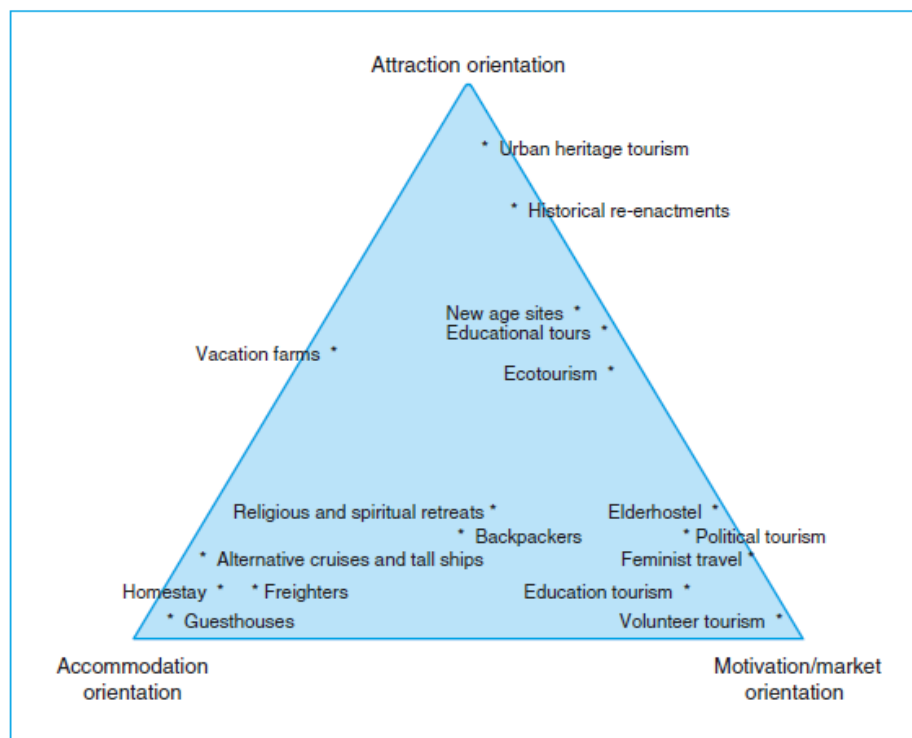 Attraction orientation
* Urban heritage tourism
* Historical re-enactments
New age sites *
Educational tours *
Vacation farms *
Ecotourism *
Religious and spiritual retreats *
Elderhostel *
* Backpackers
* Political tourism
* Alternative cruises and tall ships
Feminist travel *
Homestay *
* Freighters
Education tourism *
* Guesthouses
Volunteer tourism *
Accommodation
orientation
Motivation/market
orientation